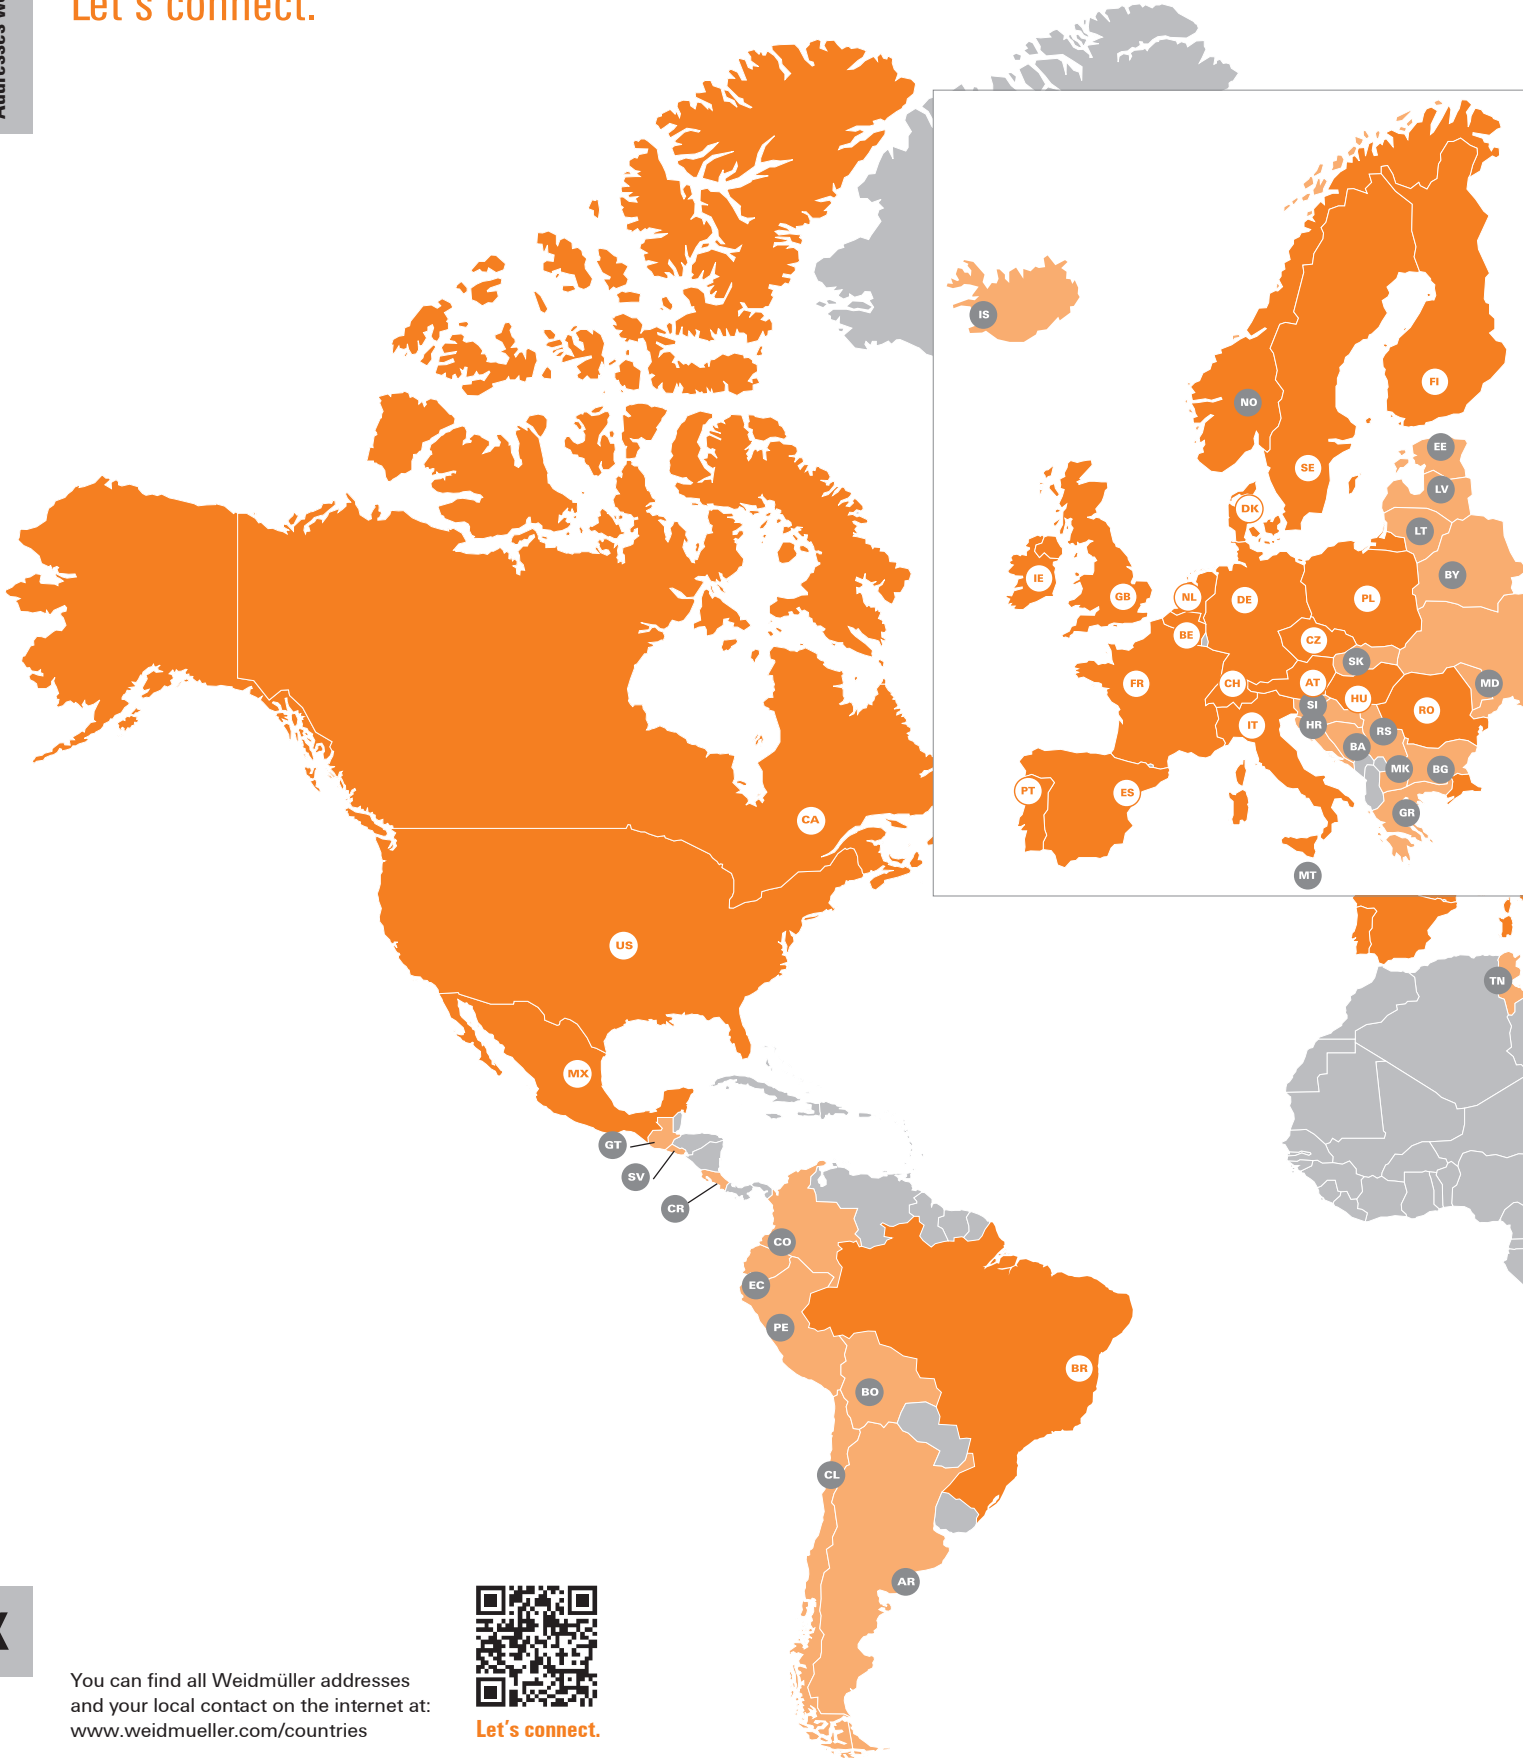 Let's connect.
IS
NO
FI
SE
EE
LV
DK
LT
BY
IE
GB
NL
DE
PL
BE
CZ
SK
FR
CH
AT
HU
MD
SI
RO
HR
IT
RS
BA
MK
BG
PT
ES
GR
MT
CA
US
TN
MX
GT
SV
CR
CO
EC
PE
BR
BO
CL
AR
You can find all Weidmüller addresses
and your local contact on the internet at:
www.weidmueller.com/countries
Let's connect.